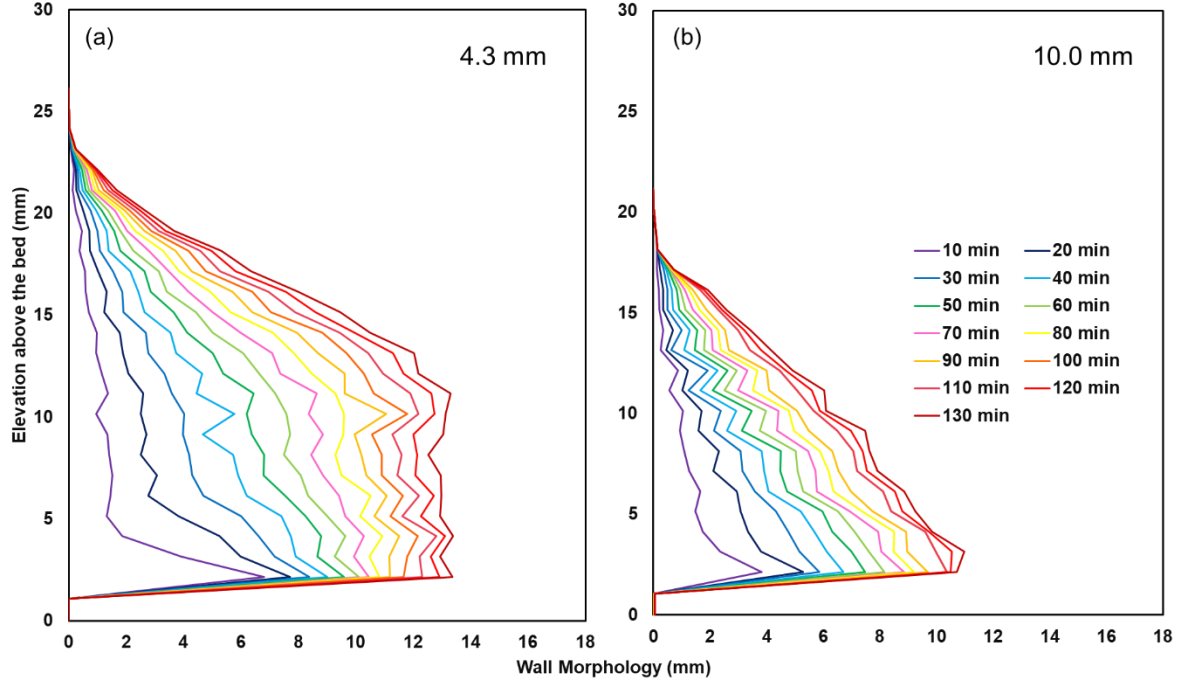 (a)
4.3 mm
30
25
20
15
10
5
0
0 2 4 6 8 10 12 14 16 18
Elevation above the bed (mm)
(b)
10.0 mm
30
25
20
15
10
5
0
0 2 4 6 8 10 12 14 16 18
10 min 20 min
30 min 40 min
50 min 60 min
70 min 80 min
90 min 100 min
110 min 120 min
130 min
Wall Morphology (mm)